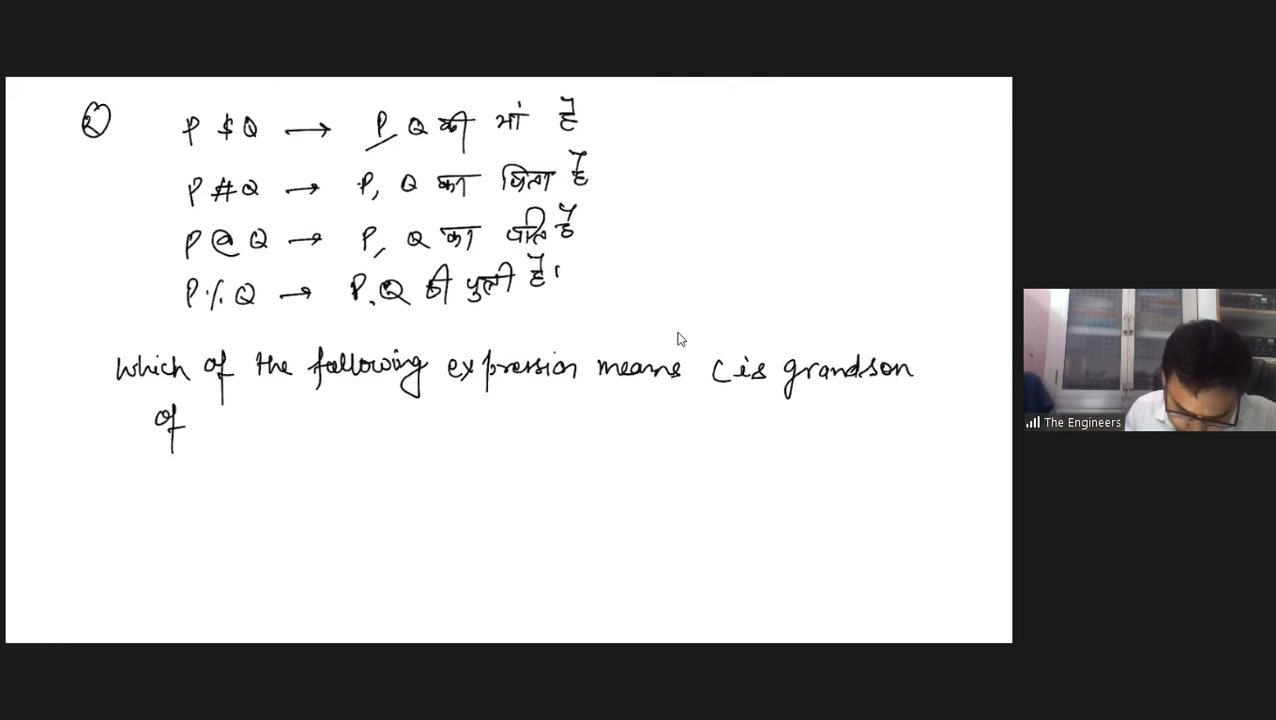 Q P $ Q → P, Q की मां है
P # Q → P, Q का पिता है
P @ Q → P, Q का पति है
P % Q → P, Q की पुत्री है।
Which of the following expression means C is grandson
of
The Engineers